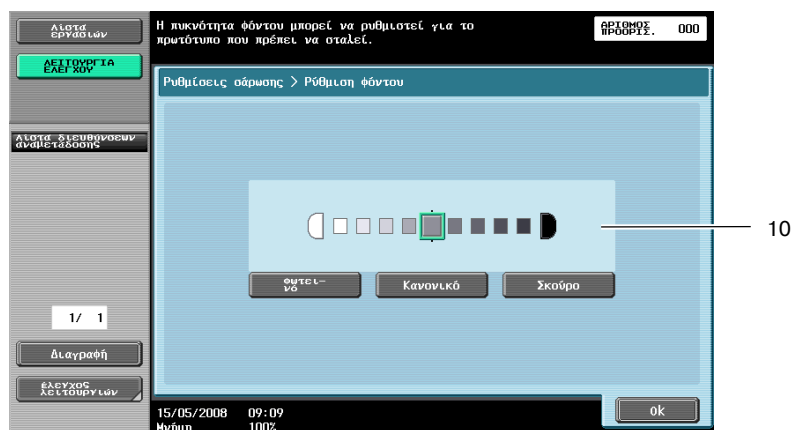 Λίστα
εργασιών
ΛΕΙΤΟΥΡΓΙΑ
ΕΛΕΓΧΟΥ
Λίστα διευθύνσεων
αναμετάδοσης
1/ 1
Διαγραφή
έλεγχος
λειτουργιών
Η πυκνότητα φόντου μπορεί να ρυθμιστεί για το
πρωτότυπο που πρέπει να σταλεί.
ΑΡΙΘΜΟΣ
ΠΡΟΟΡΙΣ. 000
Ρυθμίσεις σάρωσης > Ρύθμιση φόντου
10
Φωτει-
νό
Κανονικό
Σκούρο
15/05/2008 09:09
Μνήμη 100%
ok